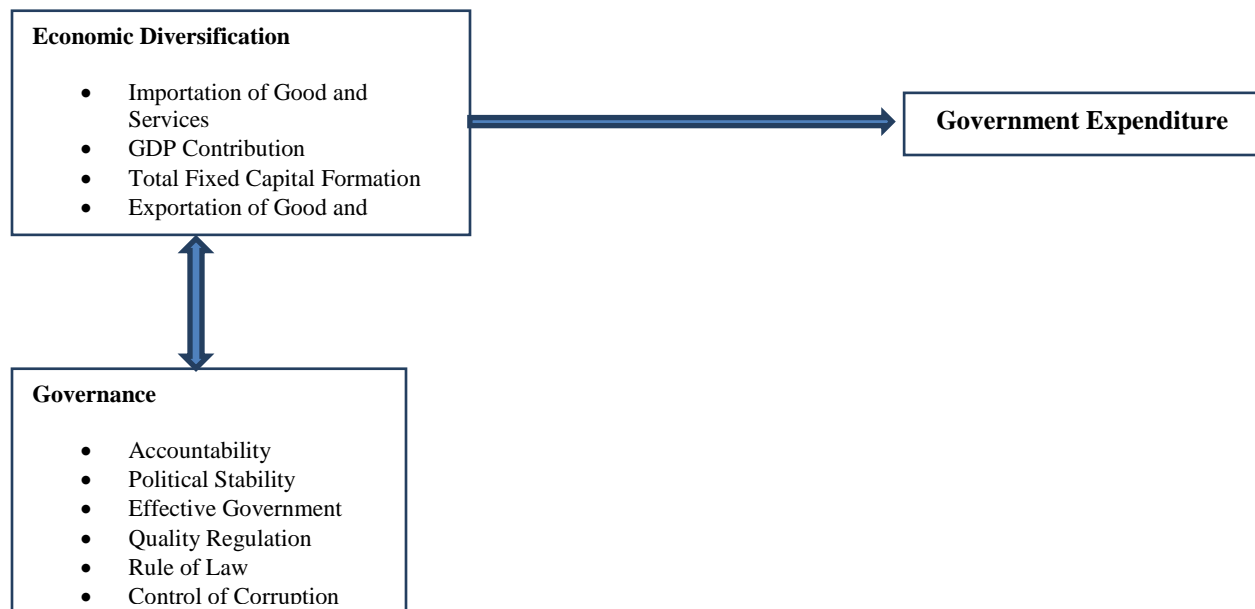 Economic Diversification
• Importation of Good and
Services
• GDP Contribution
• Total Fixed Capital Formation
• Exportation of Good and
Government Expenditure
Governance
• Accountability
• Political Stability
• Effective Government
• Quality Regulation
• Rule of Law
• Control of Corruption